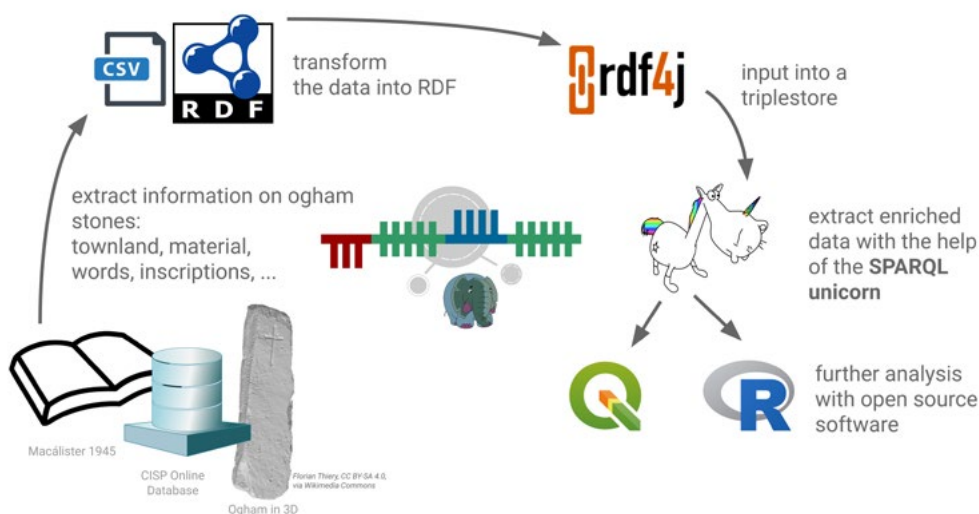 CSV
RDF
transform
the data into RDF
rdf4j
input into a
triplestore
extract information on ogham
stones:
townland, material,
words, inscriptions, ...
extract enriched
data with the help
of the SPARQL
unicorn
R
further analysis
with open source
software
Macálister 1945
CISP Online
Database
Florian Thiery, CC BY-SA 4.0,
via Wikimedia Commons
Ogham in 3D